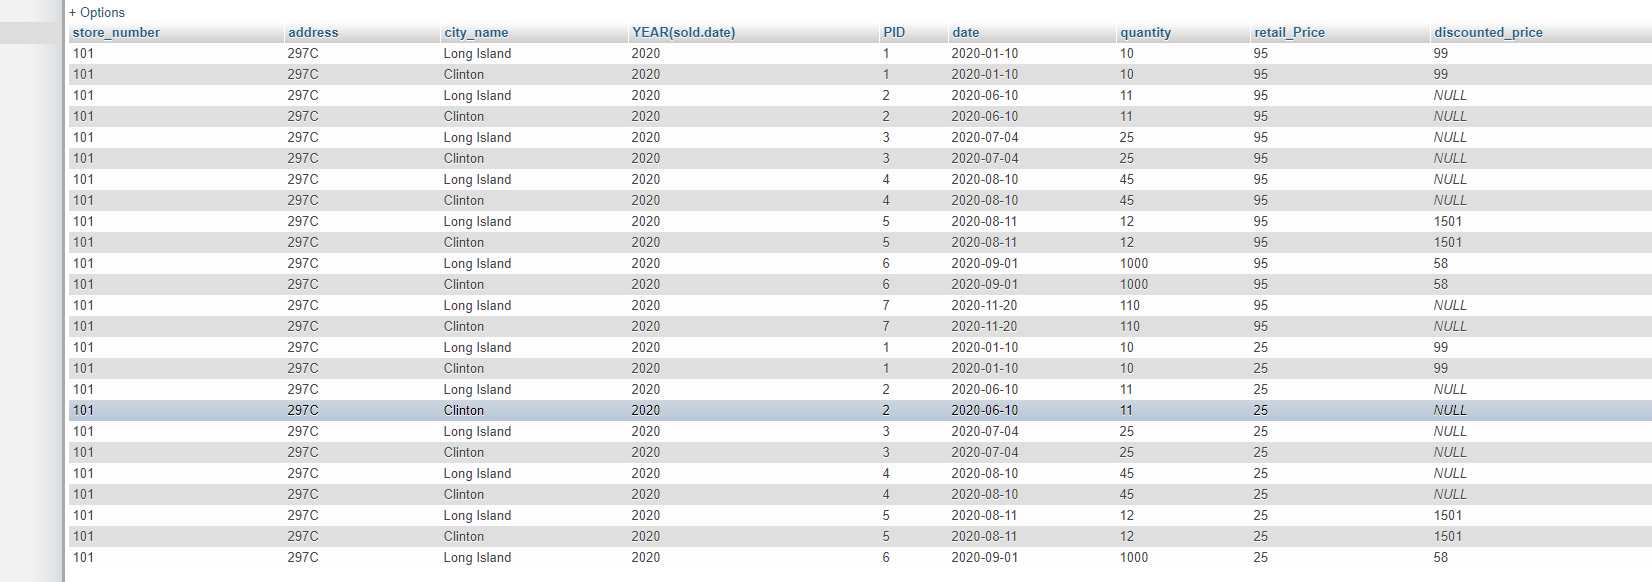 + Options
store_number address city_name YEAR(sold.date) PID date quantity retail_Price discounted_price
101 297C Long Island 2020 1 2020-01-10 10 95 99
101 297C Clinton 2020 1 2020-01-10 10 95 99
101 297C Long Island 2020 2 2020-06-10 11 95 NULL
101 297C Clinton 2020 2 2020-06-10 11 95 NULL
101 297C Long Island 2020 3 2020-07-04 25 95 NULL
101 297C Clinton 2020 3 2020-07-04 25 95 NULL
101 297C Long Island 2020 4 2020-08-10 45 95 NULL
101 297C Clinton 2020 4 2020-08-10 45 95 NULL
101 297C Long Island 2020 5 2020-08-11 12 95 1501
101 297C Clinton 2020 5 2020-08-11 12 95 1501
101 297C Long Island 2020 6 2020-09-01 1000 95 58
101 297C Clinton 2020 6 2020-09-01 1000 95 58
101 297C Long Island 2020 7 2020-11-20 110 95 NULL
101 297C Clinton 2020 7 2020-11-20 110 95 NULL
101 297C Long Island 2020 1 2020-01-10 10 25 99
101 297C Clinton 2020 1 2020-01-10 10 25 99
101 297C Long Island 2020 2 2020-06-10 11 25 NULL
101 297C Clinton 2020 2 2020-06-10 11 25 NULL
101 297C Long Island 2020 3 2020-07-04 25 25 NULL
101 297C Clinton 2020 3 2020-07-04 25 25 NULL
101 297C Long Island 2020 4 2020-08-10 45 25 NULL
101 297C Clinton 2020 4 2020-08-10 45 25 NULL
101 297C Long Island 2020 5 2020-08-11 12 25 1501
101 297C Clinton 2020 5 2020-08-11 12 25 1501
101 297C Long Island 2020 6 2020-09-01 1000 25 58